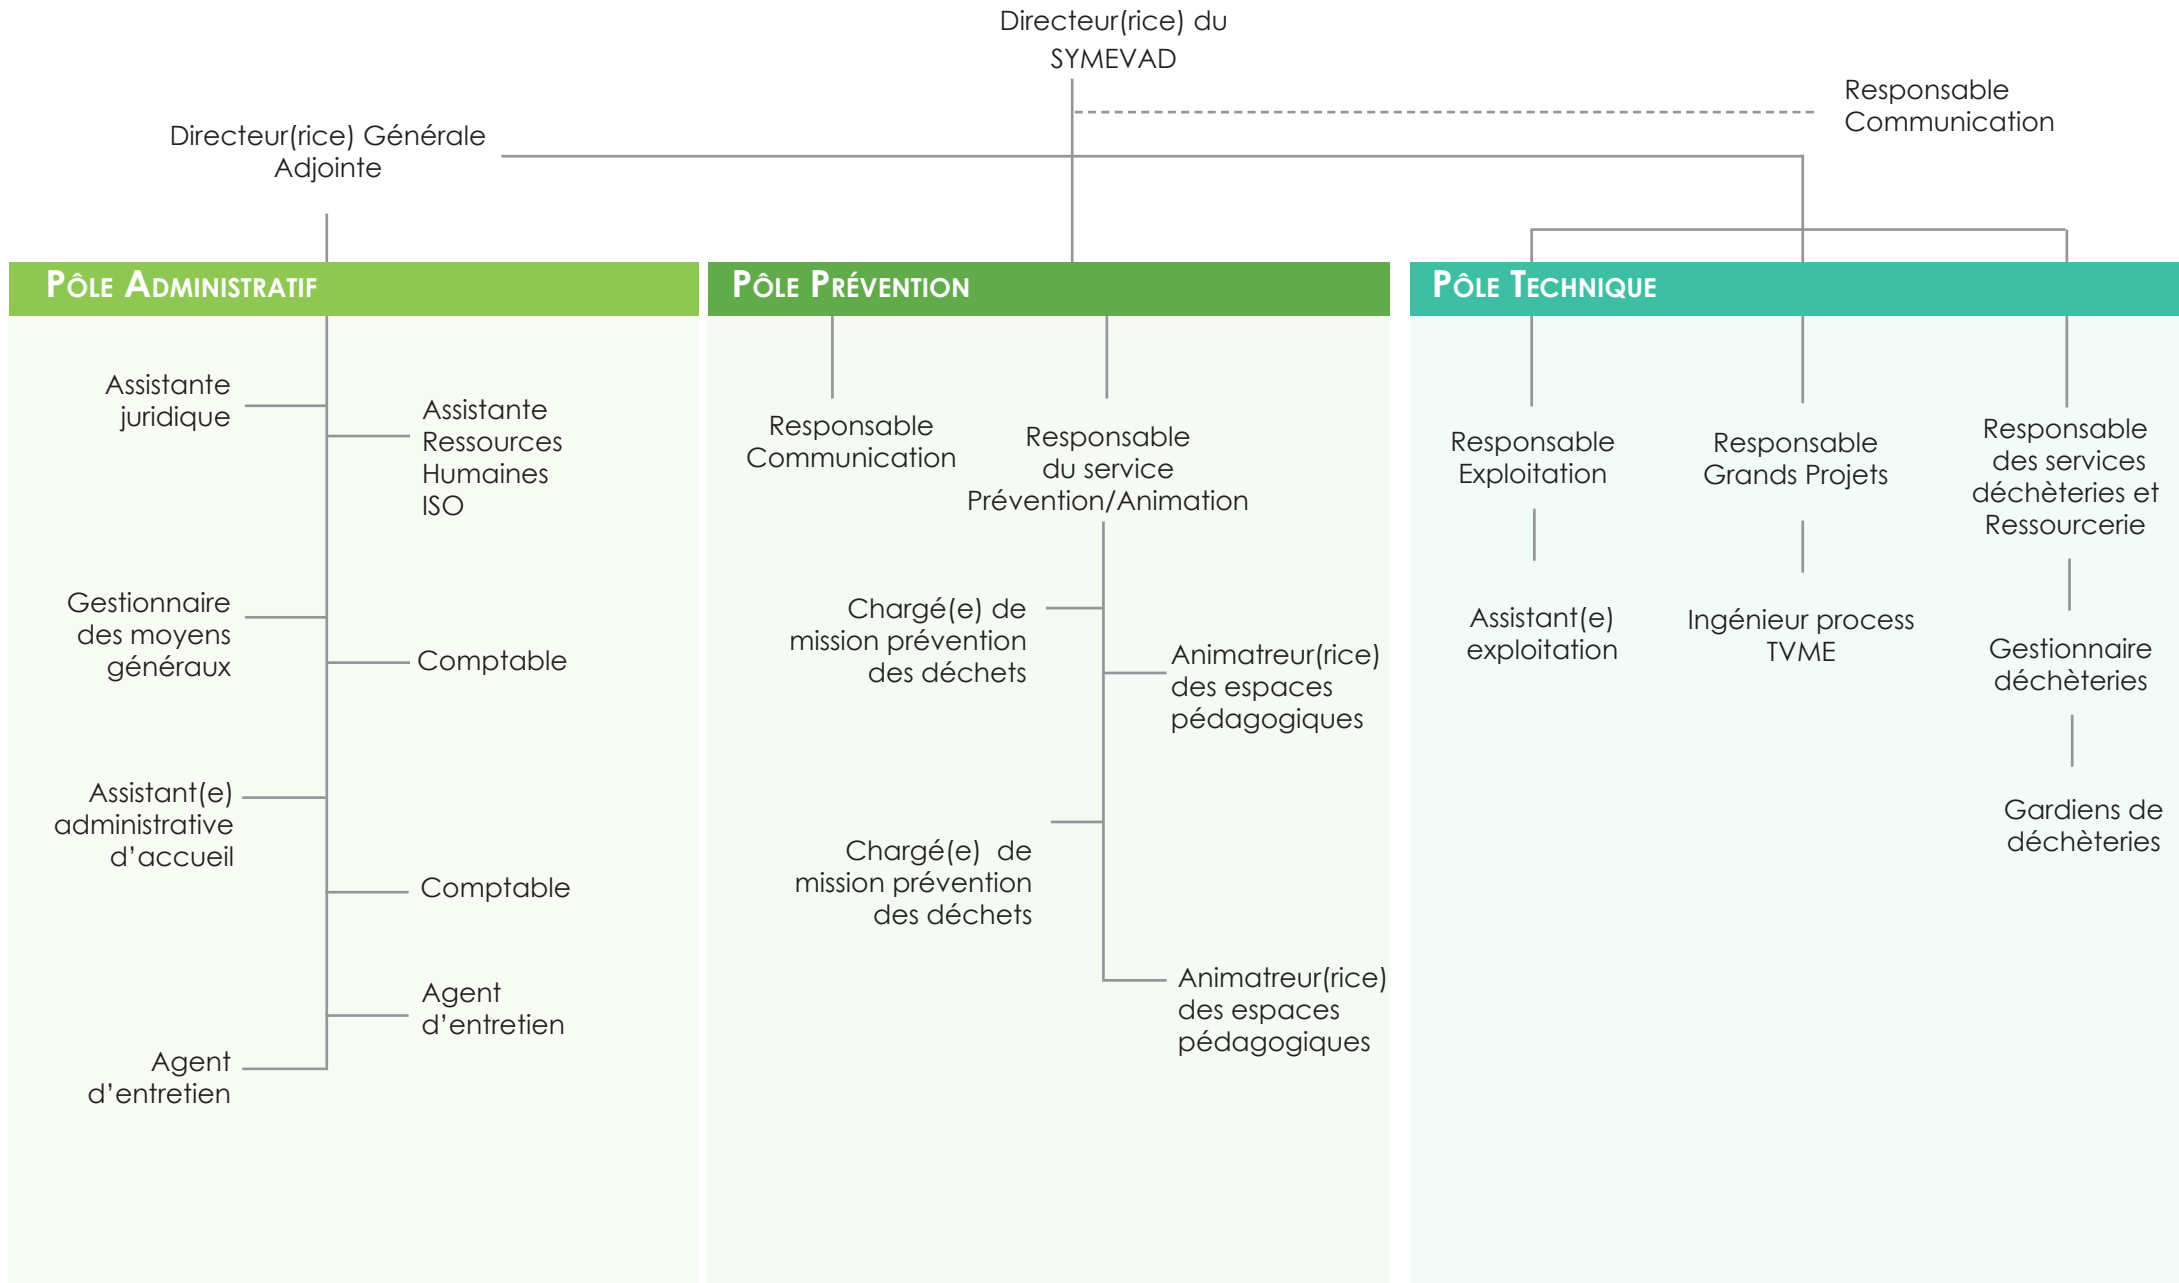 Directeur(rice) du
SYMEVAD
Responsable
Communication
Directeur(rice) Générale
Adjointe
Pôle Administratif
Assistante
juridique
Assistante
Ressources
Humaines
ISO
Gestionnaire
des moyens
généraux
Comptable
Assistant(e)
administrative
d'accueil
Comptable
Agent
d'entretien
Agent
d'entretien
Pôle Prévention
Responsable
Communication
Responsable
du service
Prévention/Animation
Chargé(e) de
mission prévention
des déchets
Animatreur(rice)
des espaces
pédagogiques
Chargé(e)  de
mission prévention
des déchets
Animatreur(rice)
des espaces
pédagogiques
Pôle Technique
Responsable
Exploitation
Assistant(e)
exploitation
Responsable
Grands Projets
Ingénieur process
TVME
Responsable
des services
déchèteries et
Ressourcerie
Gestionnaire
déchèteries
Gardiens de
déchèteries